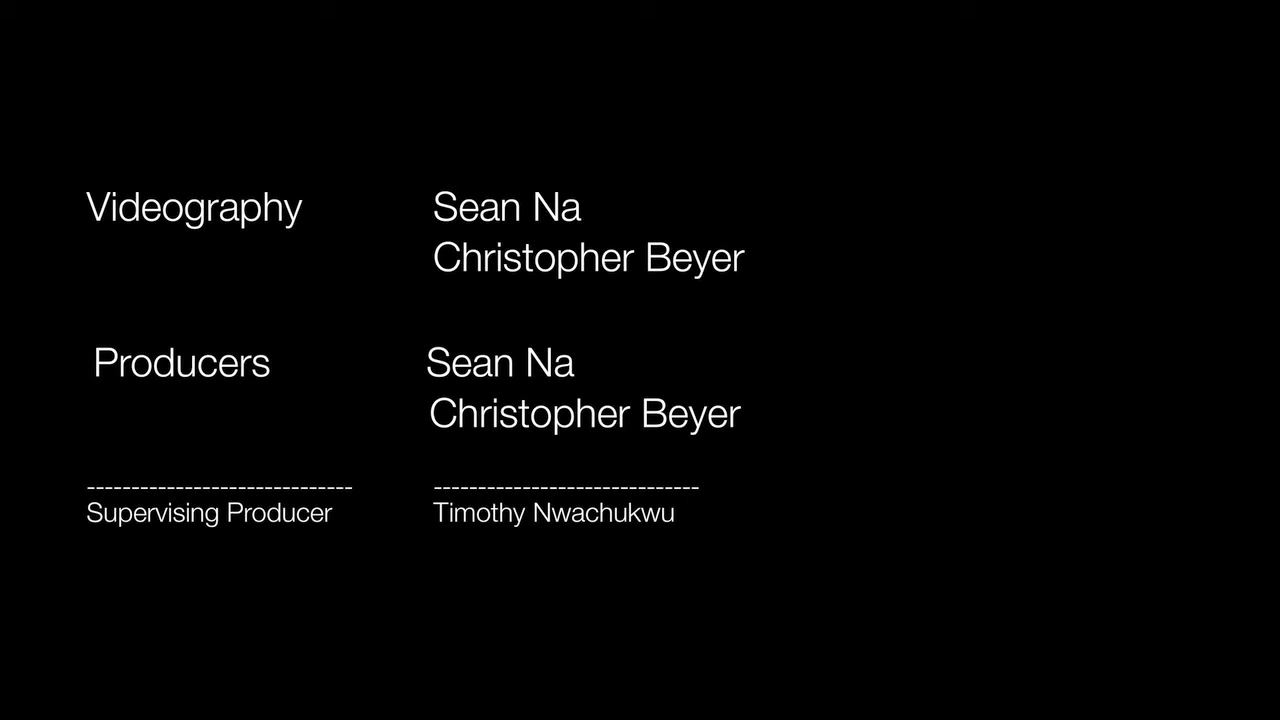 Videography Sean Na
Christopher Beyer
Producers Sean Na
Christopher Beyer
------------------------------ ------------------------------
Supervising Producer Timothy Nwachukwu